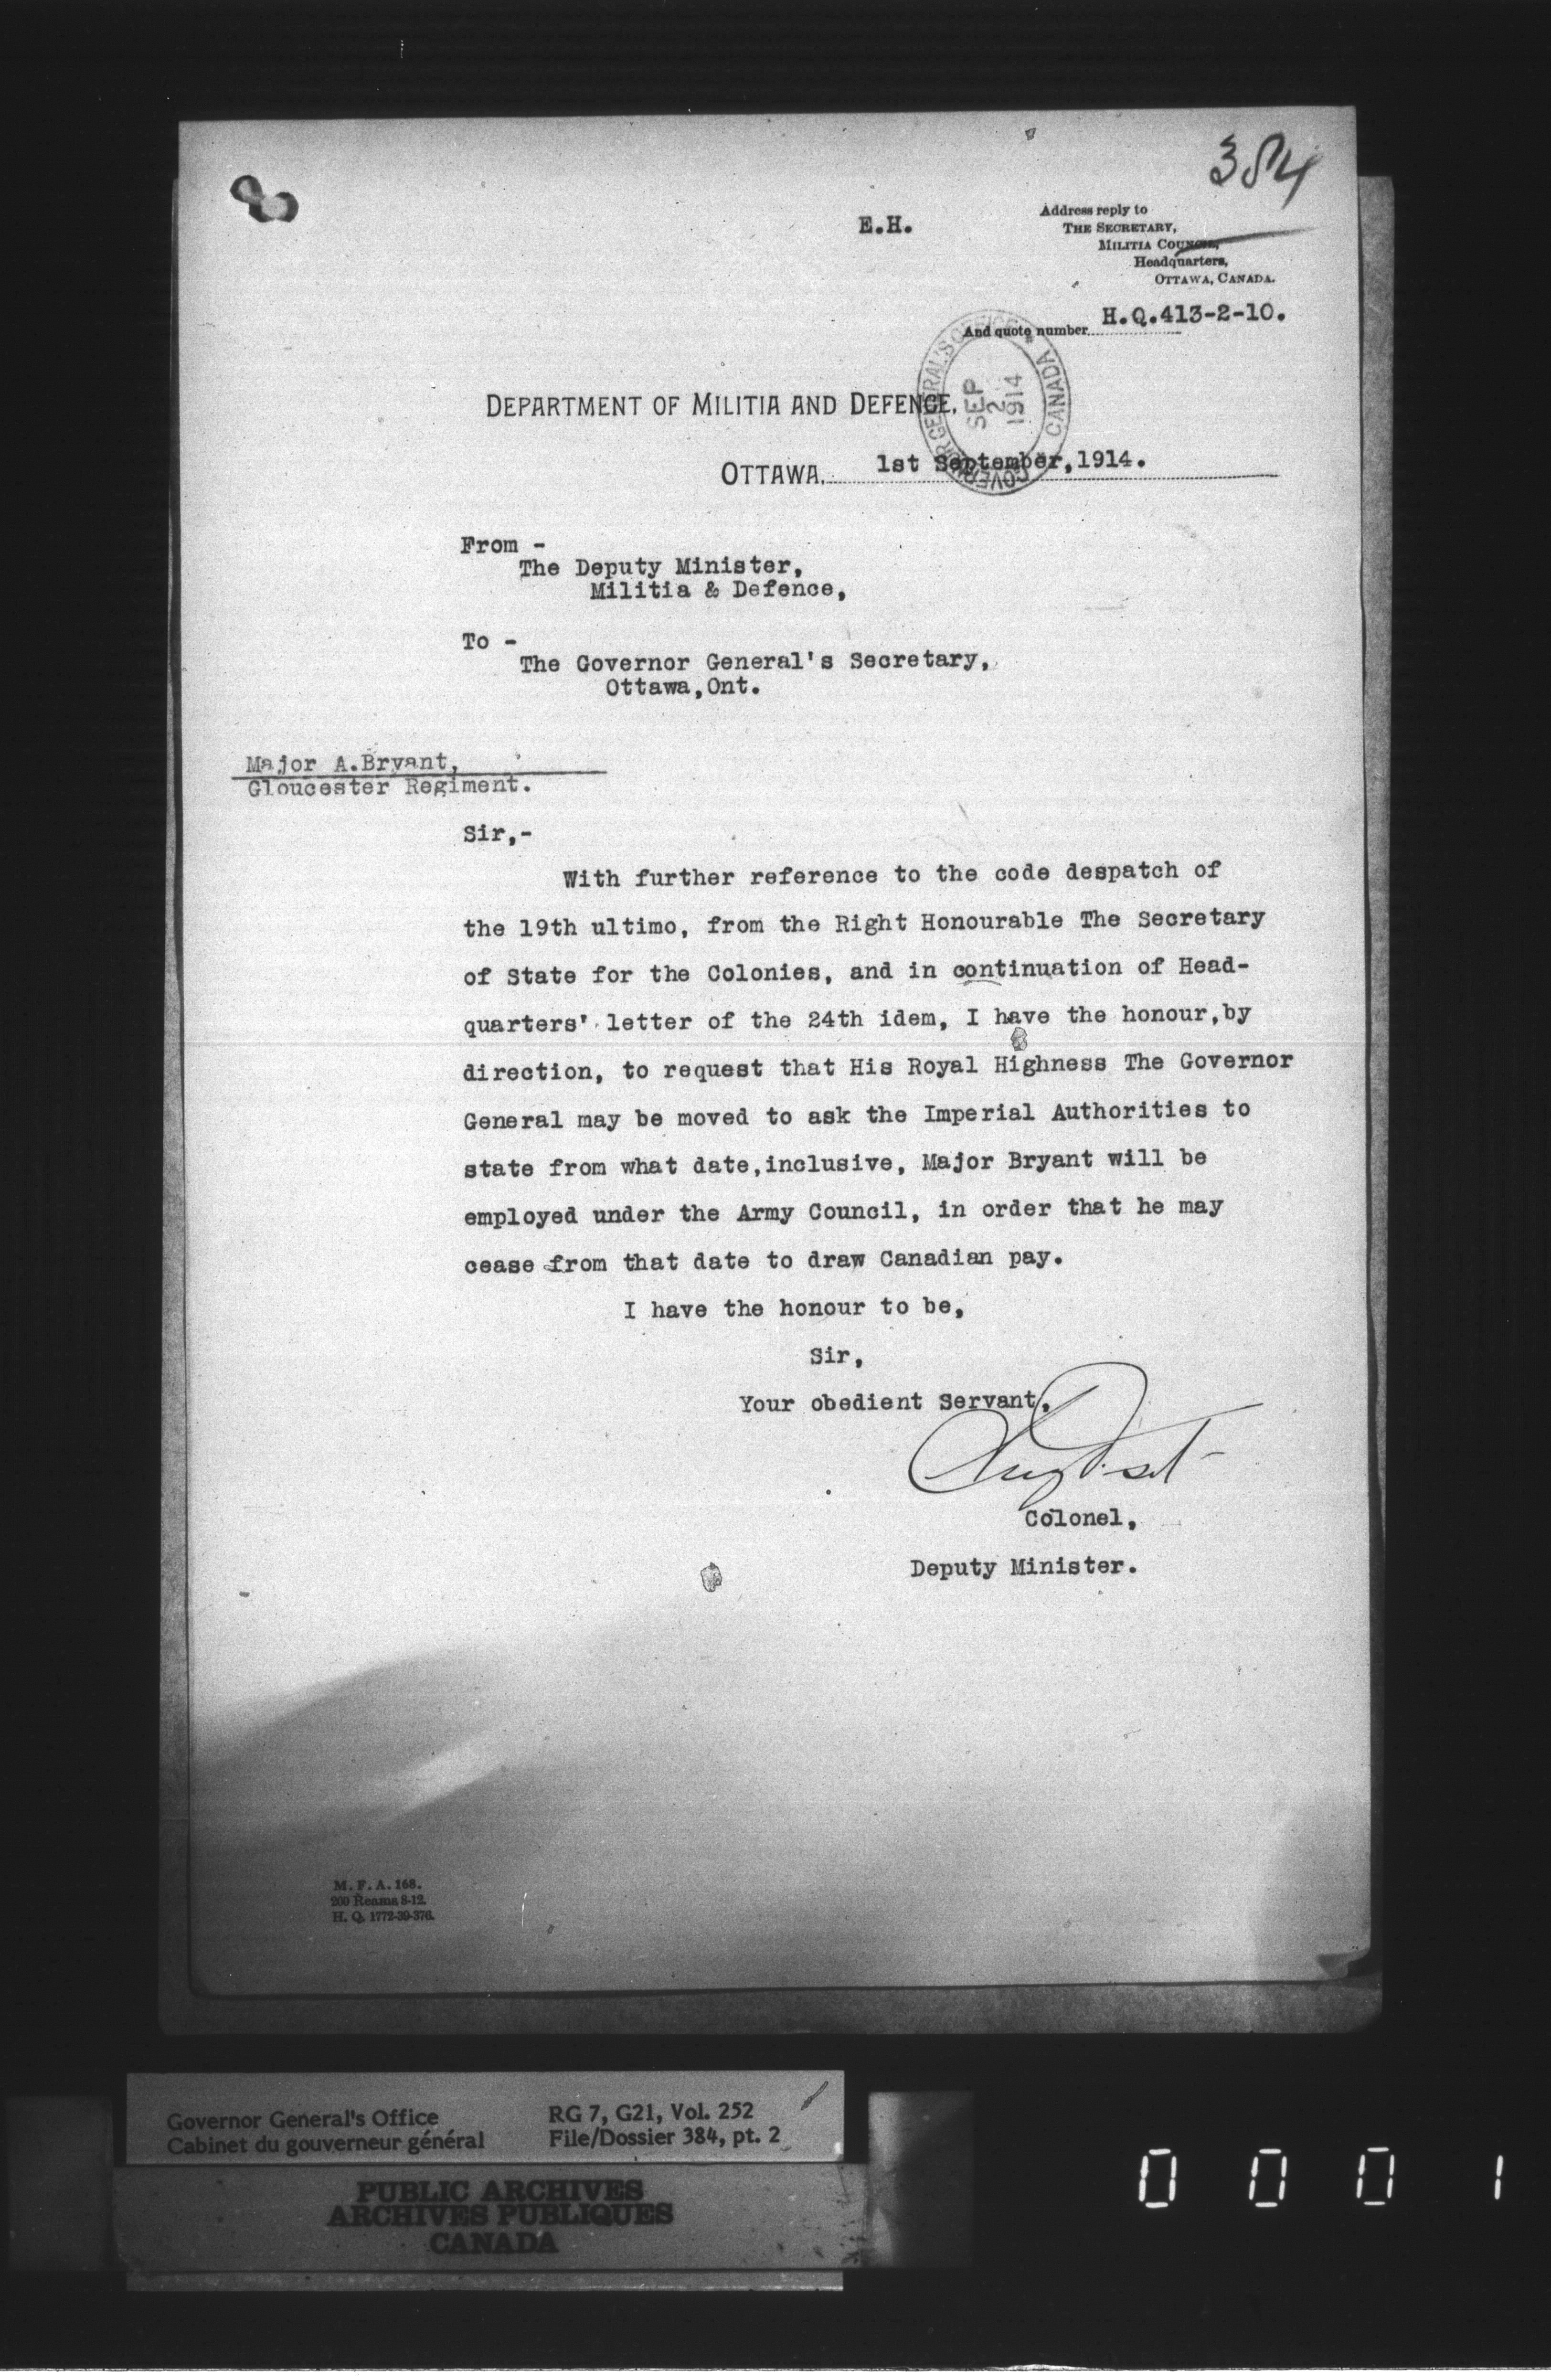 384
E.H.
Address reply to
THE SECRETARY,
MILITIA COUNCIL,
Headquarters,
OTTAWA, CANADA.
And quote number H.Q.413-2-10.
GOVERNOR GENERAL'S OFFICE CANADA
SEP
2
1914
DEPARTMENT OF MILITIA AND DEFENCE.
OTTAWA, 1st September,1914.
From -
The Deputy Minister,
Militia & Defence,
To -
The Governor General's Secretary,
Ottawa,Ont.
Major A.Bryant,
Gloucester Regiment.
Sir,-
With further reference to the code despatch of
the 19th ultimo, from the Right Honourable The Secretary
of State for the Colonies, and in continuation of Head-
quarters' letter of the 24th idem, I have the honour,by
direction, to request that His Royal Highness The Governor
General may be moved to ask the Imperial Authorities to
state from what date,inclusive, Major Bryant will be
employed under the Army Council, in order that he may
cease from that date to draw Canadian pay.
I have the honour to be,
Sir,
Your obedient Servant,
Colonel,
Deputy Minister.
M. F. A. 168.
200 Reams 8-12.
H. Q. 1772-39-376.
Governor General's Office
Cabinet du gouverneur général
RG 7, G21, Vol. 252
File/Dossier 384, pt. 2
PUBLIC ARCHIVES
ARCHIVES PUBLIQUES
CANADA
0 0 0 1